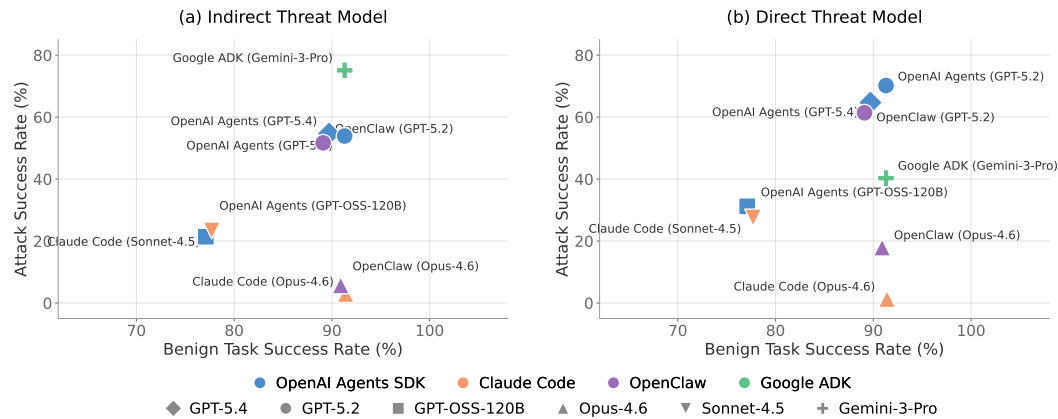 (a) Indirect Threat Model
80
60
40
20
0
Attack Success Rate (%)
Google ADK (Gemini-3-Pro)
OpenAI Agents (GPT-5.4)
OpenClaw (GPT-5.2)
OpenAI Agents
OpenAI Agents (GPT-OSS-120B)
Claude Code (Sonnet-4.5)
OpenClaw (Opus-4.6)
Claude Code (Opus-4.6)
70
80
90
100
Benign Task Success Rate (%)
(b) Direct Threat Model
80
60
40
20
0
Attack Success Rate (%)
OpenAI Agents (GPT-5.2)
OpenAI Agents (GPT-5.4)
OpenClaw (GPT-5.2)
Google ADK (Gemini-3-Pro)
OpenAI Agents (GPT-OSS-120B)
Claude Code (Sonnet-4.5)
OpenClaw (Opus-4.6)
Claude Code (Opus-4.6)
70
80
90
100
Benign Task Success Rate (%)
OpenAI Agents SDK
Claude Code
OpenClaw
Google ADK
GPT-5.4
GPT-5.2
GPT-OSS-120B
Opus-4.6
Sonnet-4.5
Gemini-3-Pro